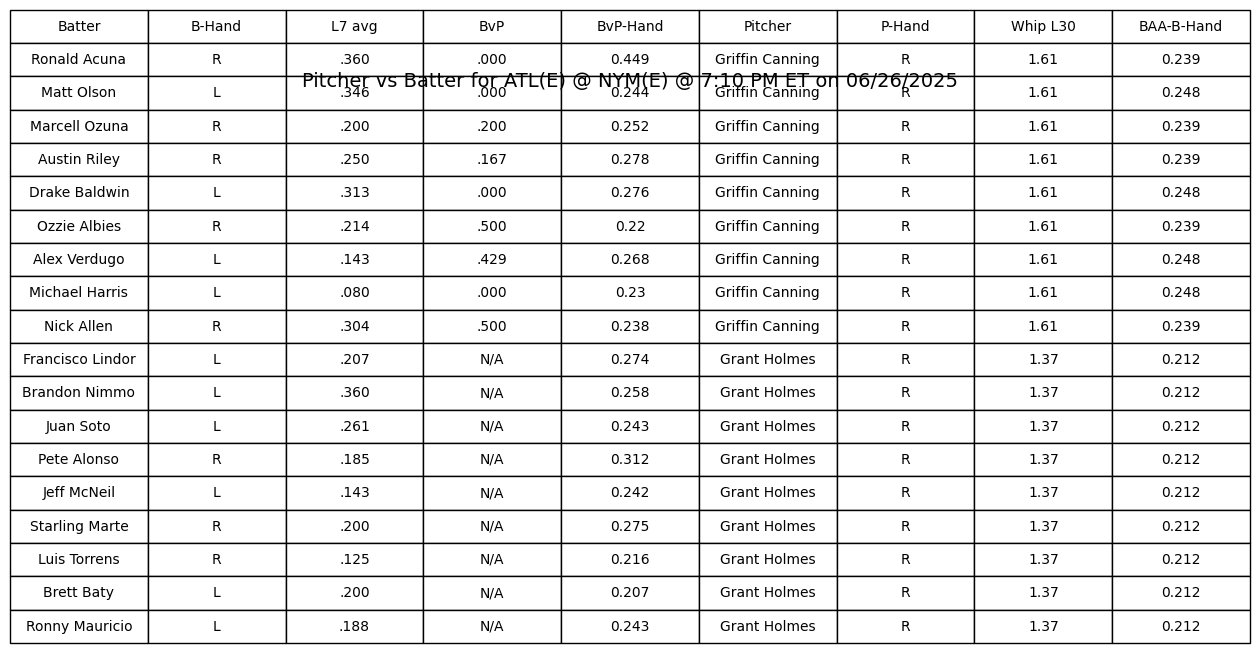 Batter B-Hand L7 avg BvP BvP-Hand Pitcher P-Hand Whip L30 BAA-B-Hand
Ronald Acuna R .360 .000 0.449 Griffin Canning R 1.61 0.239
Pitcher vs Batter for ATL(E) @ NYM(E) @ 7:10 PM ET on 06/26/2025
Matt Olson L .346 .000 0.244 Griffin Canning R 1.61 0.248
Marcell Ozuna R .200 .200 0.252 Griffin Canning R 1.61 0.239
Austin Riley R .250 .167 0.278 Griffin Canning R 1.61 0.239
Drake Baldwin L .313 .000 0.276 Griffin Canning R 1.61 0.248
Ozzie Albies R .214 .500 0.22 Griffin Canning R 1.61 0.239
Alex Verdugo L .143 .429 0.268 Griffin Canning R 1.61 0.248
Michael Harris L .080 .000 0.23 Griffin Canning R 1.61 0.248
Nick Allen R .304 .500 0.238 Griffin Canning R 1.61 0.239
Francisco Lindor L .207 N/A 0.274 Grant Holmes R 1.37 0.212
Brandon Nimmo L .360 N/A 0.258 Grant Holmes R 1.37 0.212
Juan Soto L .261 N/A 0.243 Grant Holmes R 1.37 0.212
Pete Alonso R .185 N/A 0.312 Grant Holmes R 1.37 0.212
Jeff McNeil L .143 N/A 0.242 Grant Holmes R 1.37 0.212
Starling Marte R .200 N/A 0.275 Grant Holmes R 1.37 0.212
Luis Torrens R .125 N/A 0.216 Grant Holmes R 1.37 0.212
Brett Baty L .200 N/A 0.207 Grant Holmes R 1.37 0.212
Ronny Mauricio L .188 N/A 0.243 Grant Holmes R 1.37 0.212